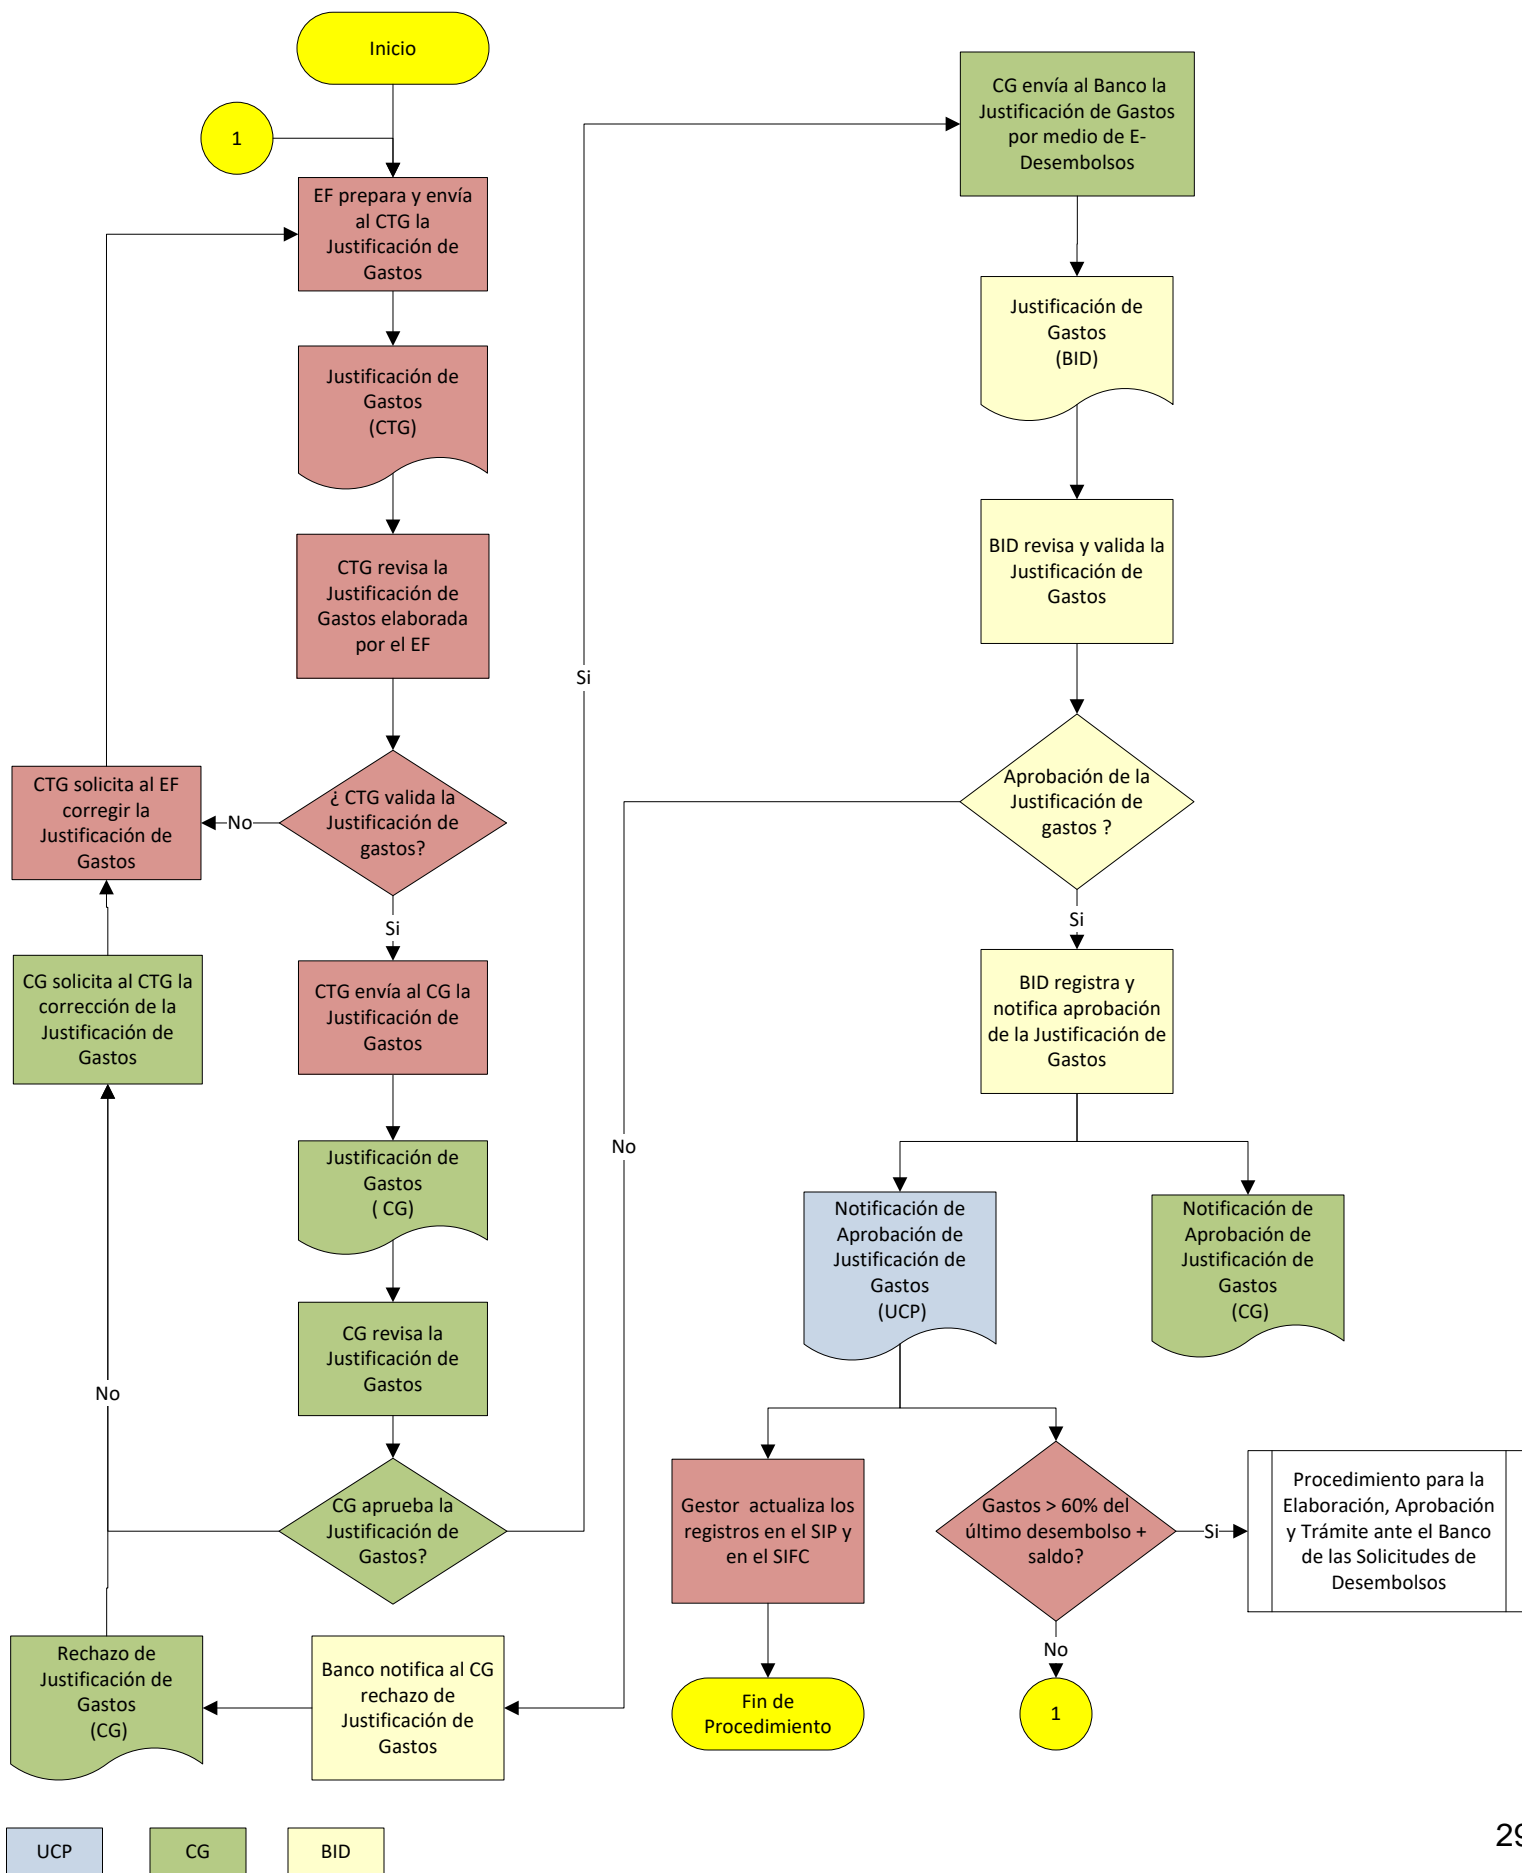 Inicio
1
EF prepara y envía
al CTG la
Justificación de
Gastos
Justificación de
Gastos
(CTG)
CTG revisa la
Justificación de
Gastos elaborada
por el EF
¿ CTG valida la
Justificación de
gastos?
No
CTG solicita al EF
corregir la
Justificación de
Gastos
Si
CG solicita al CTG la
corrección de la
Justificación de
Gastos
CTG envía al CG la
Justificación de
Gastos
Justificación de
Gastos
( CG)
CG revisa la
Justificación de
Gastos
No
CG aprueba la
Justificación de
Gastos?
Rechazo de
Justificación de
Gastos
(CG)
Banco notifica al CG
rechazo de
Justificación de
Gastos
Si
CG envía al Banco la
Justificación de Gastos
por medio de E-
Desembolsos
Justificación de
Gastos
(BID)
BID revisa y valida la
Justificación de
Gastos
Aprobación de la
Justificación de
gastos ?
No
Si
BID registra y
notifica aprobación
de la Justificación de
Gastos
Notificación de
Aprobación de
Justificación de
Gastos
(UCP)
Notificación de
Aprobación de
Justificación de
Gastos
(CG)
Gestor actualiza los
registros en el SIP y
en el SIFC
Gastos > 60% del
último desembolso +
saldo?
Si
Procedimiento para la
Elaboración, Aprobación
y Trámite ante el Banco
de las Solicitudes de
Desembolsos
No
Fin de
Procedimiento
1
UCP
CG
BID
29